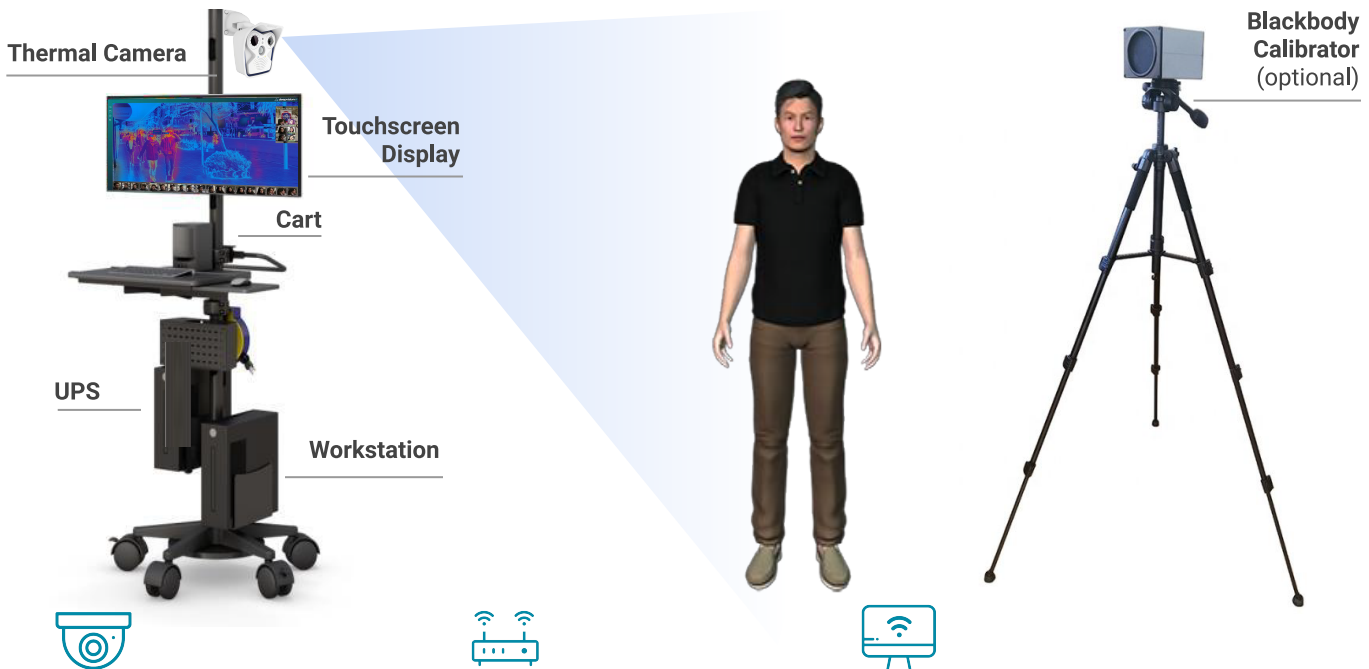 Thermal Camera
Touchscreen
Display
Cart
UPS
Workstation
Blackbody
Calibrator
(optional)